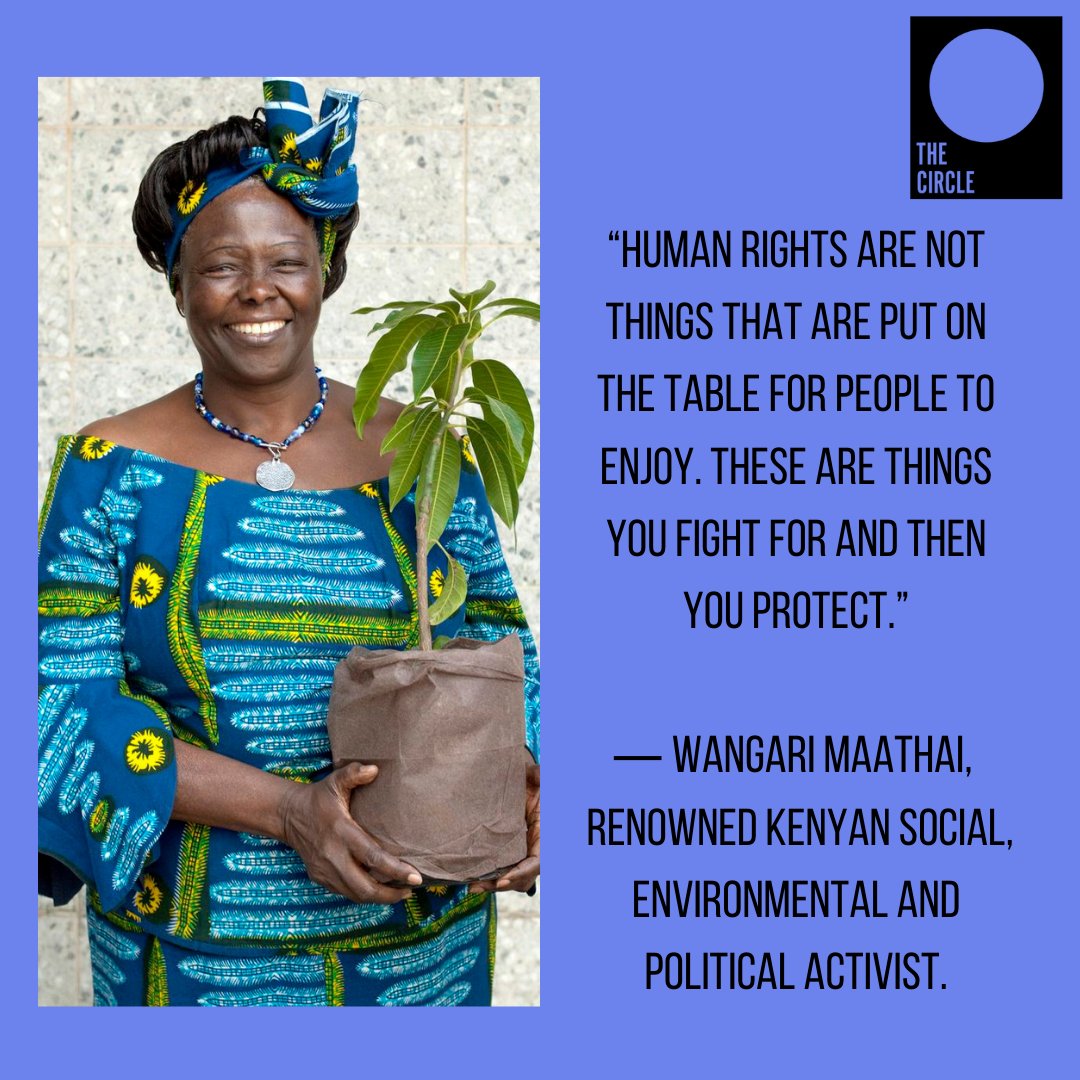 THE
CIRCLE
“HUMAN RIGHTS ARE NOT
THINGS THAT ARE PUT ON
THE TABLE FOR PEOPLE TO
ENJOY. THESE ARE THINGS
YOU FIGHT FOR AND THEN
YOU PROTECT.”
— WANGARI MAATHAI,
RENOWNED KENYAN SOCIAL,
ENVIRONMENTAL AND
POLITICAL ACTIVIST.